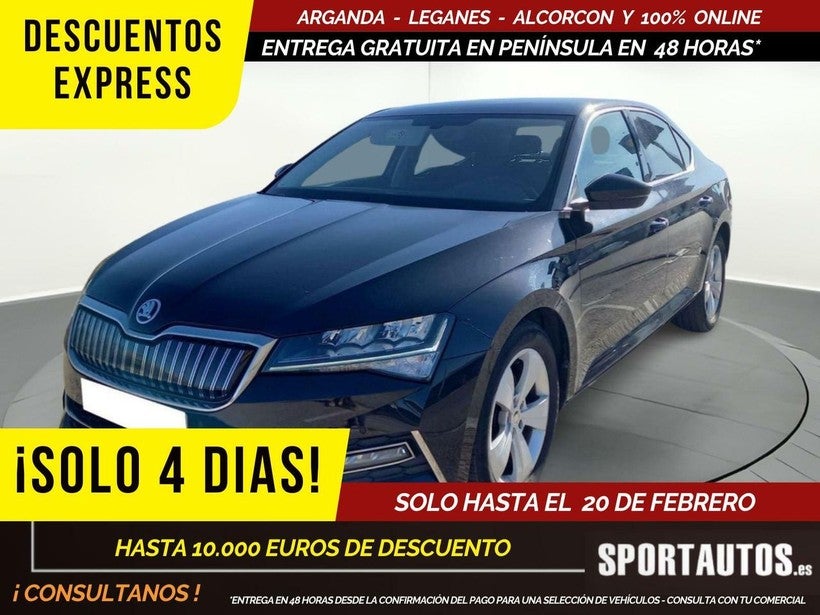 DESCUENTOS
EXPRESS
ARGANDA - LEGANES - ALCORCON Y 100% ONLINE
ENTREGA GRATUITA EN PENÍNSULA EN 48 HORAS*
¡SOLO 4 DIAS!
SOLO HASTA EL 20 DE FEBRERO
HASTA 10.000 EUROS DE DESCUENTO
SPORTAUTOS.es
¡ CONSULTANOS !
*ENTREGA EN 48 HORAS DESDE LA CONFIRMACIÓN DEL PAGO PARA UNA SELECCIÓN DE VEHÍCULOS - CONSULTA CON TU COMERCIAL